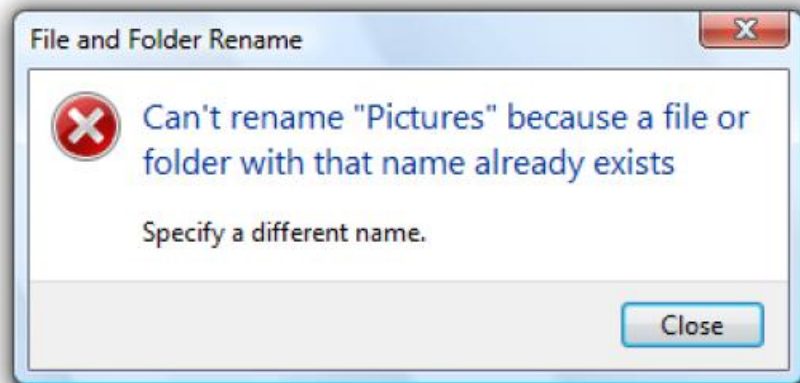 File and Folder Rename
Can't rename "Pictures" because a file or
folder with that name already exists
Specify a different name.
Close